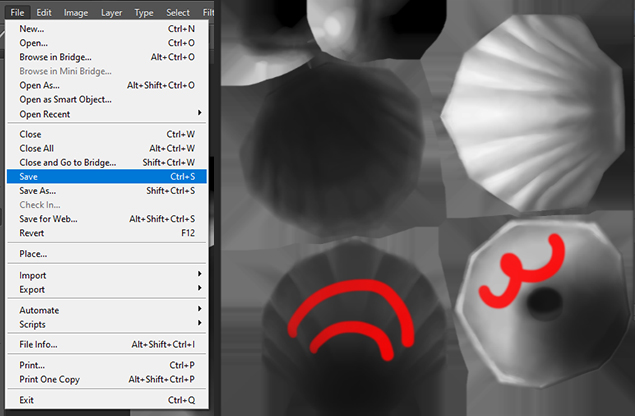 File Edit Image Layer Type Select Filt
New... Ctrl+N
Open... Ctrl+O
Browse in Bridge... Alt+Ctrl+O
Browse in Mini Bridge...
Open As... Alt+Shift+Ctrl+O
Open as Smart Object...
Open Recent
Close Ctrl+W
Close All Alt+Ctrl+W
Close and Go to Bridge... Shift+Ctrl+W
Save Ctrl+S
Save As... Shift+Ctrl+S
Check In...
Save for Web... Alt+Shift+Ctrl+S
Revert F12
Place...
Import
Export
Automate
Scripts
File Info... Alt+Shift+Ctrl+I
Print... Ctrl+P
Print One Copy Alt+Shift+Ctrl+P
Exit Ctrl+Q